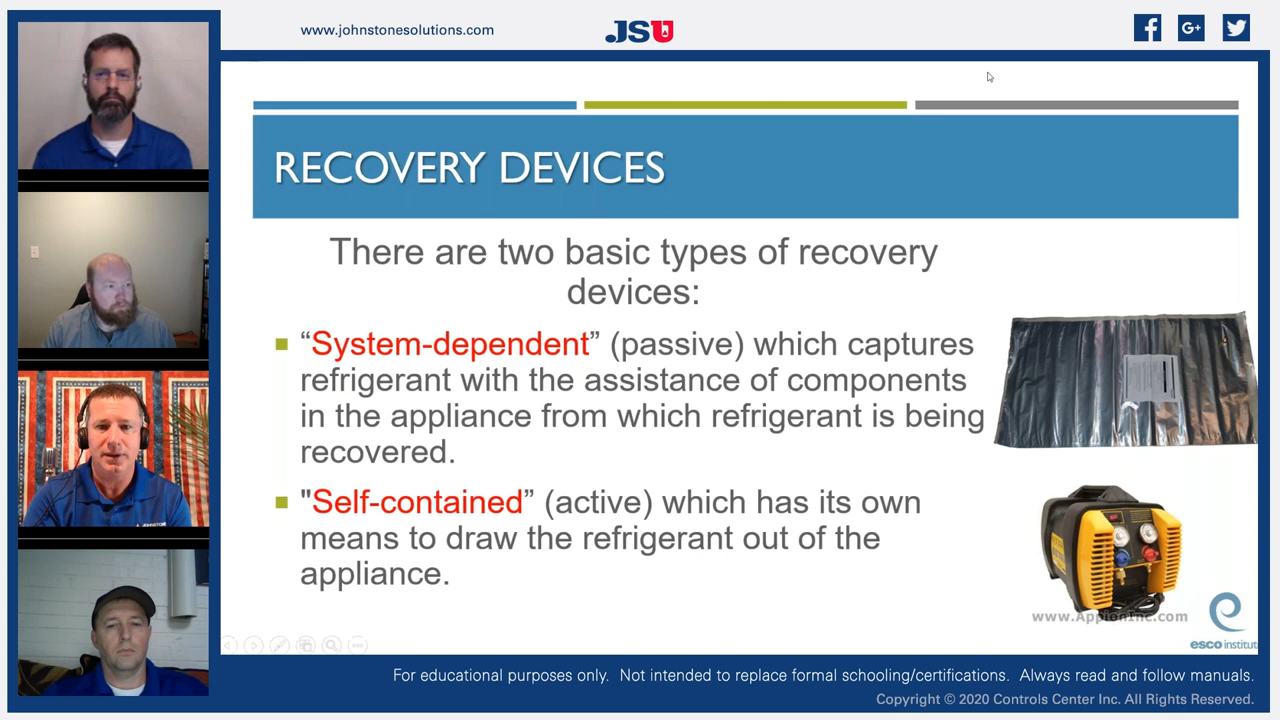 www.johnstonesolutions.com
JSU
RECOVERY DEVICES
There are two basic types of recovery
devices:
“System-dependent” (passive) which captures
refrigerant with the assistance of components
in the appliance from which refrigerant is being
recovered.
"Self-contained” (active) which has its own
means to draw the refrigerant out of the
appliance.
www.AppionInc.com
esco institut
For educational purposes only. Not intended to replace formal schooling/certifications. Always read and follow manuals.
Copyright © 2020 Controls Center Inc. All Rights Reserved.